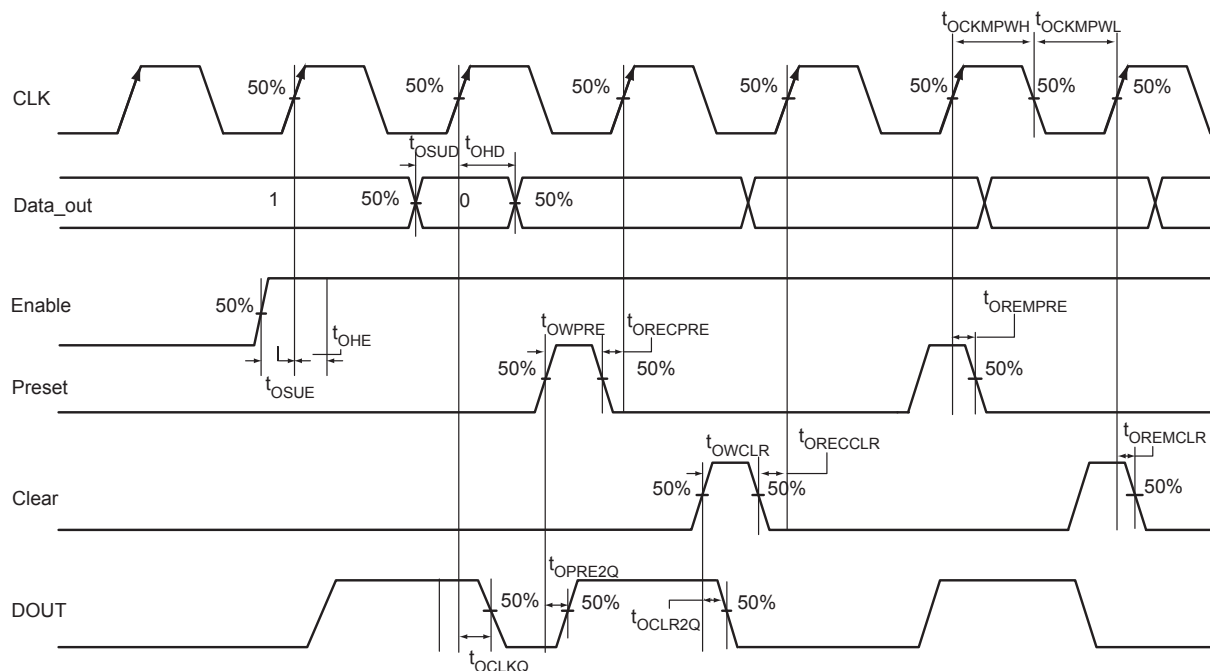 tOCKMPWH tOCKMPWL
CLK 50% 50% 50% 50% 50% 50% 50%
tOSUD tOHD
Data_out 1 50% 0 50%
Enable 50%
tOHE
tOSUE
tOWPRE tORECPRE tOREMPRE
Preset 50% 50% 50%
tOWCLR tORECCLR tOREMCLR
Clear 50% 50% 50%
tOPRE2Q
DOUT 50% 50% 50%
tOCLR2Q
tOCLKQ